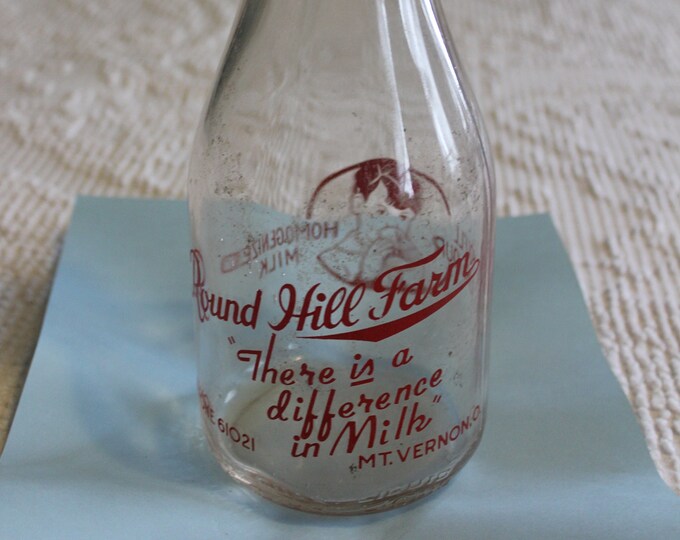 Round Hill Farm
"There is a
difference
in Milk"
61021
MT. VERNON, O.
HOMOGENIZED
MILK